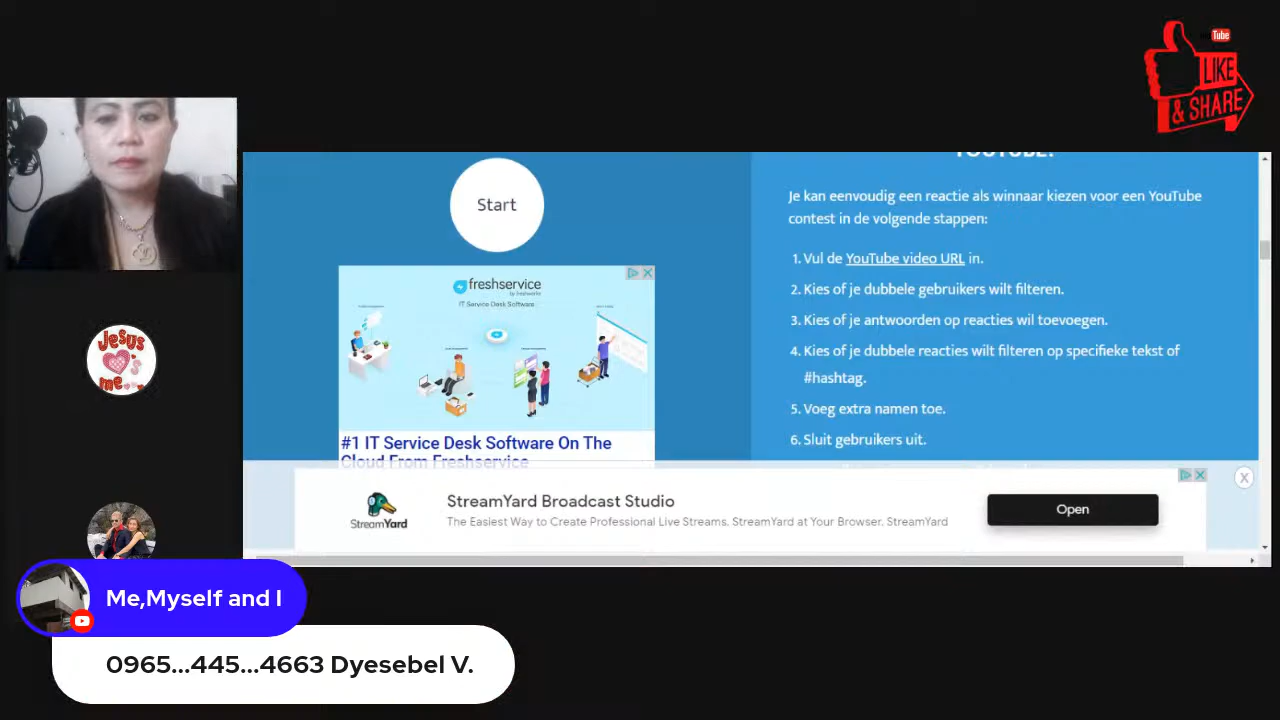 Tube
LIKE
& SHARE
Start
freshservice
by freshworks
IT Service Desk Software
#1 IT Service Desk Software On The
Cloud From Freshservice
YOUTUBE?
Je kan eenvoudig een reactie als winnaar kiezen voor een YouTube
contest in de volgende stappen:
1. Vul de YouTube video URL in.
2. Kies of je dubbele gebruikers wilt filteren.
3. Kies of je antwoorden op reacties wil toevoegen.
4. Kies of je dubbele reacties wilt filteren op specifieke tekst of
#hashtag.
5. Voeg extra namen toe.
6. Sluit gebruikers uit.
StreamYard
StreamYard Broadcast Studio
The Easiest Way to Create Professional Live Streams. StreamYard at Your Browser. StreamYard
Open
Jesus
me
Me,Myself and I
0965...445...4663 Dyesebel V.